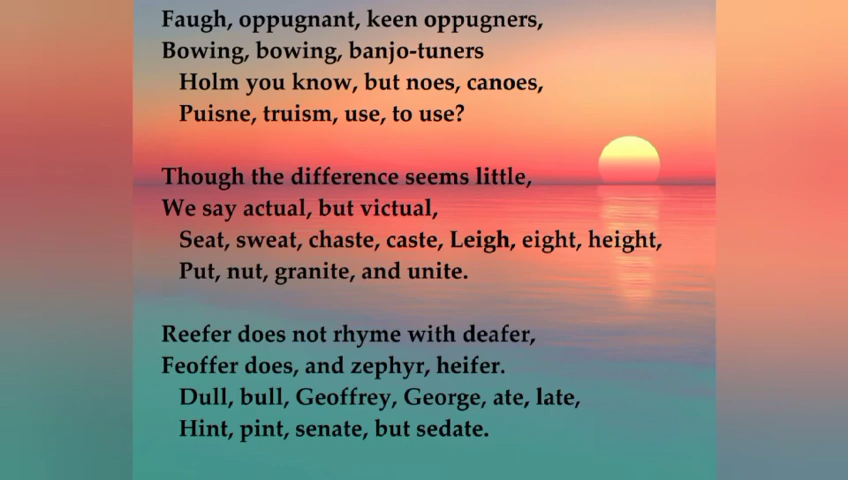 Faugh, oppugnant, keen oppugners,
Bowing, bowing, banjo-tuners
Holm you know, but noes, canoes,
Puisne, truism, use, to use?
Though the difference seems little,
We say actual, but victual,
Seat, sweat, chaste, caste, Leigh, eight, height,
Put, nut, granite, and unite.
Reefer does not rhyme with deafer,
Feoffer does, and zephyr, heifer.
Dull, bull, Geoffrey, George, ate, late,
Hint, pint, senate, but sedate.